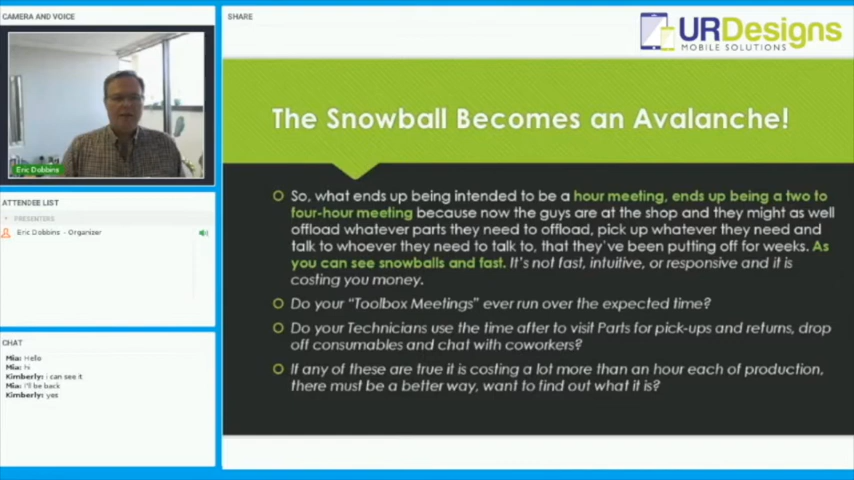 CAMERA AND VOICE
Eric Dobbins
ATTENDEE LIST
PRESENTERS
Eric Dobbins - Organizer
CHAT
Mia: Hello
Mia: hi
Kimberly: i can see it
Mia: I'll be back
Kimberly: yes
SHARE
URDesigns
MOBILE SOLUTIONS
The Snowball Becomes an Avalanche!
So, what ends up being intended to be a hour meeting, ends up being a two to
four-hour meeting because now the guys are at the shop and they might as well
offload whatever parts they need to offload, pick up whatever they need and
talk to whoever they need to talk to, that they've been putting off for weeks. As
you can see snowballs and fast. It's not fast, intuitive, or responsive and it is
costing you money.
Do your "Toolbox Meetings" ever run over the expected time?
Do your Technicians use the time after to visit Parts for pick-ups and returns, drop
off consumables and chat with coworkers?
If any of these are true it is costing a lot more than an hour each of production,
there must be a better way, want to find out what it is?